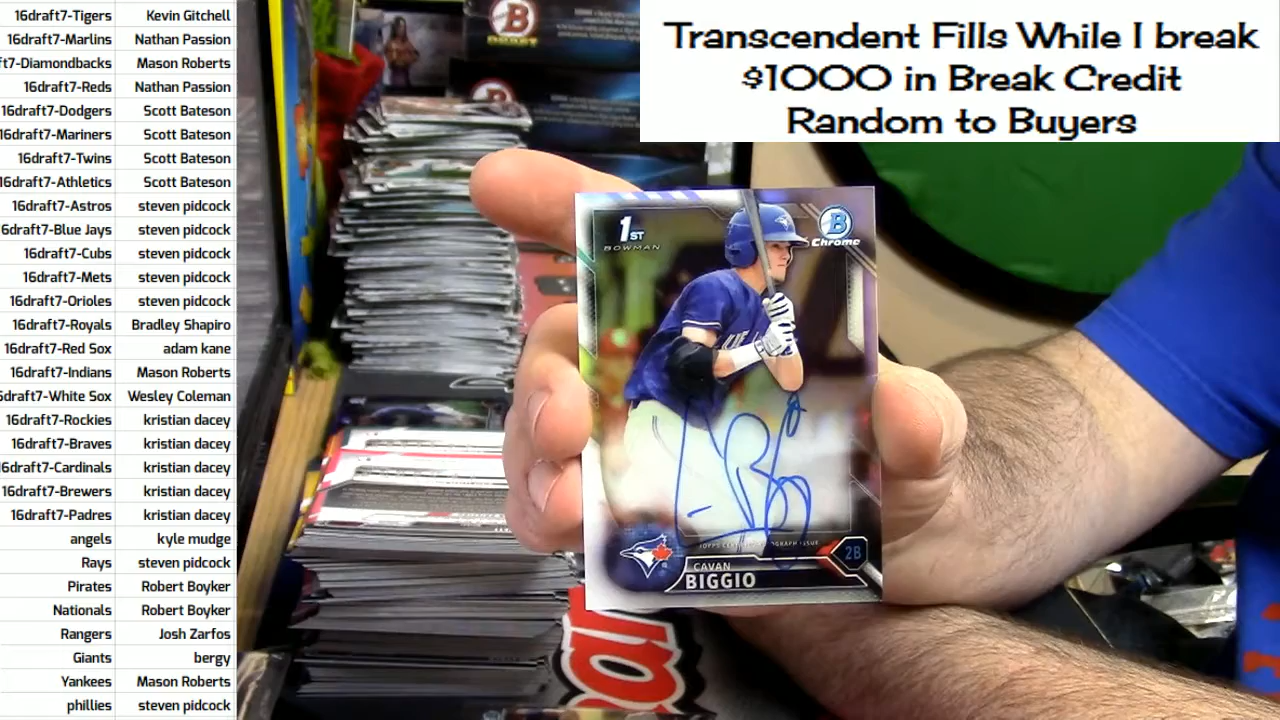 16draft7-Tigers Kevin Gitchell
16draft7-Marlins Nathan Passion
ft7-Diamondbacks Mason Roberts
16draft7-Reds Nathan Passion
16draft7-Dodgers Scott Bateson
16draft7-Mariners Scott Bateson
16draft7-Twins Scott Bateson
16draft7-Athletics Scott Bateson
16draft7-Astros steven pidcock
6draft7-Blue Jays steven pidcock
16draft7-Cubs steven pidcock
16draft7-Mets steven pidcock
16draft7-Orioles steven pidcock
16draft7-Royals Bradley Shapiro
16draft7-Red Sox adam kane
16draft7-Indians Mason Roberts
6draft7-White Sox Wesley Coleman
16draft7-Rockies kristian dacey
16draft7-Braves kristian dacey
6draft7-Cardinals kristian dacey
16draft7-Brewers kristian dacey
16draft7-Padres kristian dacey
angels kyle mudge
Rays steven pidcock
Pirates Robert Boyker
Nationals Robert Boyker
Rangers Josh Zarfos
Giants bergy
Yankees Mason Roberts
phillies steven pidcock
Transcendent Fills While I break
$1000 in Break Credit
Random to Buyers
B
DRAFT
1ST
BOWMAN
B
Chrome
2B
CAVAN
BIGGIO